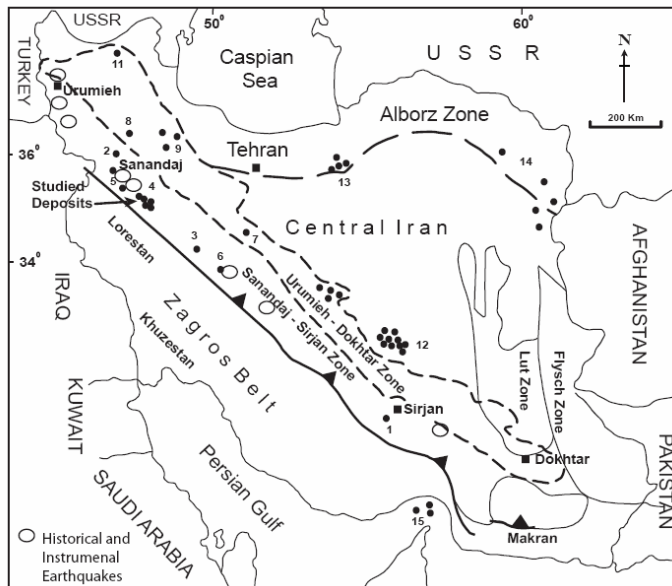 50°
60°
USSR
TURKEY
Caspian
Sea
U S S R
N
200 Km
11
Urumieh
Alborz Zone
8
9
36°
2
Sanandaj
Tehran
13
14
5
4
Studied
Deposits
Lorestan
Central Iran
3
7
6
34°
IRAQ
AFGHANISTAN
Zagros Belt
Khuzestan
Sanandaj - Sirjan Zone
Urumieh - Dokhtar Zone
12
Lut Zone
Flysch Zone
KUWAIT
Sirjan
1
Dokhtar
PAKISTAN
Persian Gulf
SAUDI ARABIA
15
Makran
Historical and
Instrumenal
Earthquakes